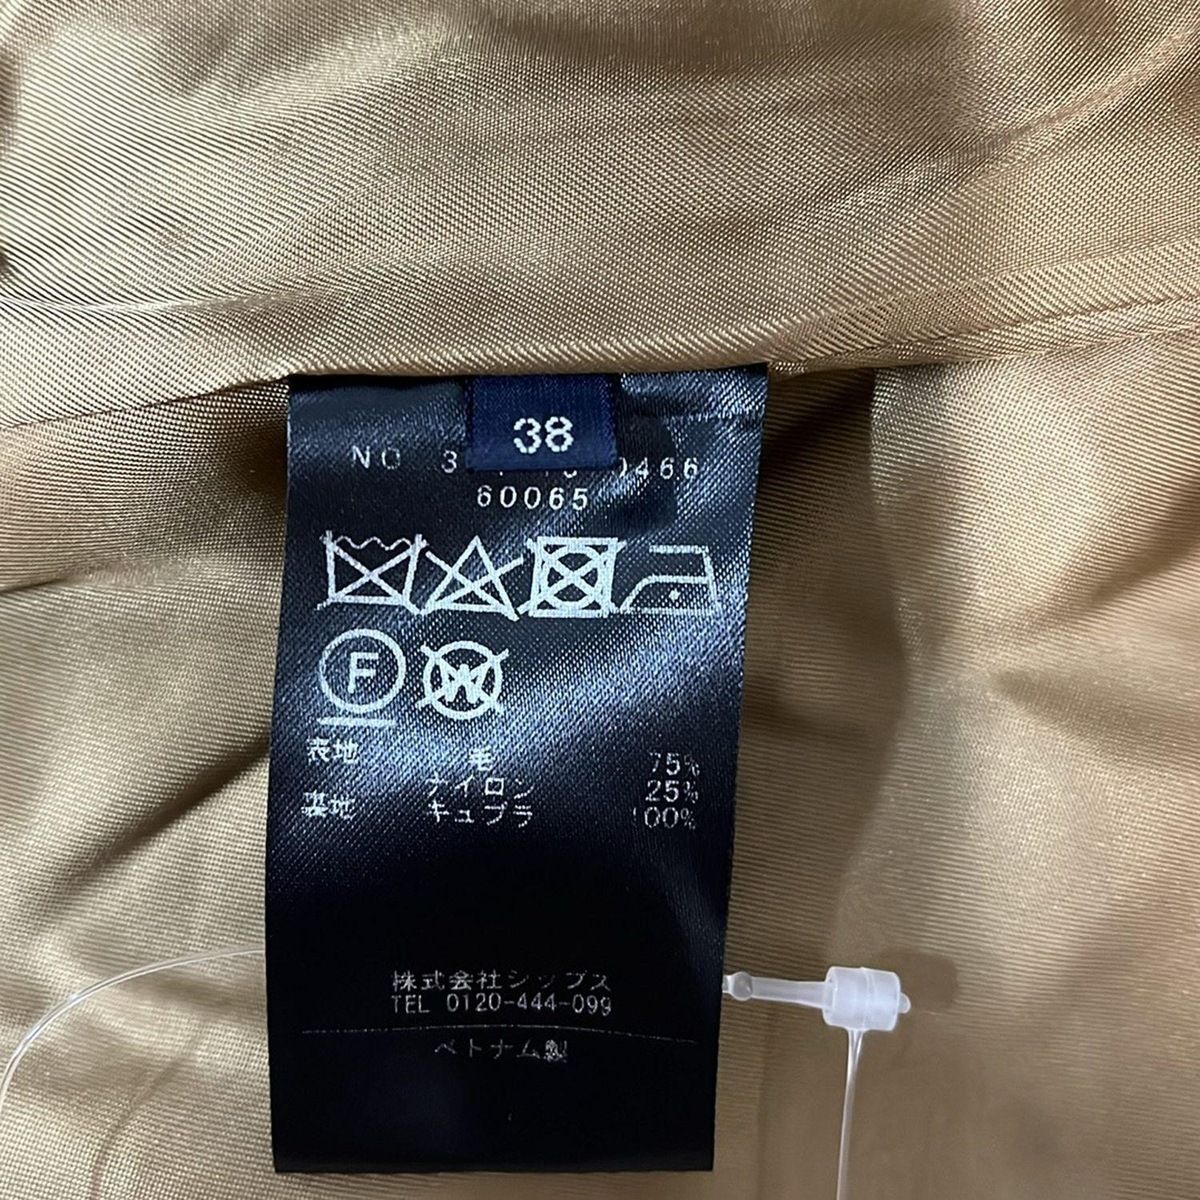 38
NO 3 0466
60065
F
W
表地 毛 75%
ナイロン 25%
裏地 キュプラ 100%
株式会社シップス
TEL 0120-444-099
ベトナム製